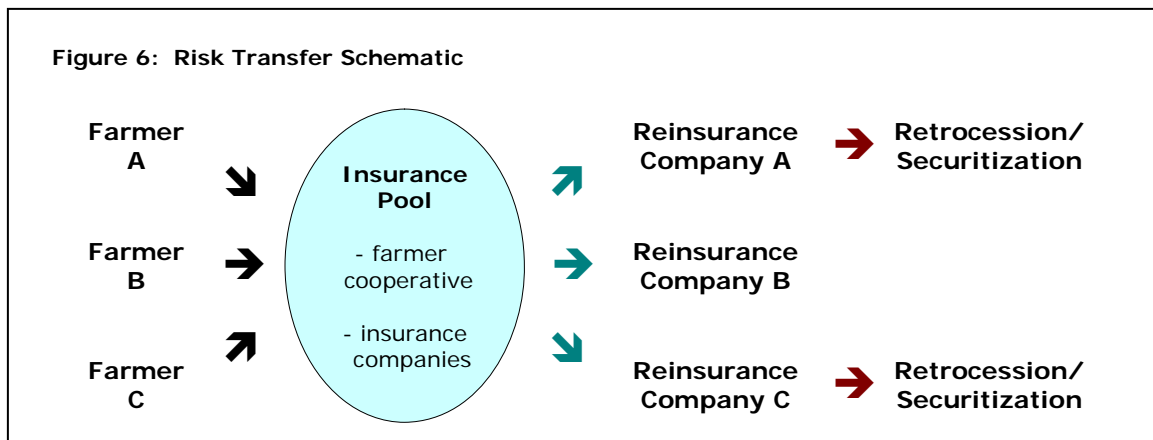 Figure 6: Risk Transfer Schematic
Farmer
A
Farmer
B
Farmer
C
Insurance
Pool
- farmer
cooperative
- insurance
companies
Reinsurance
Company A
Retrocession/
Securitization
Reinsurance
Company B
Reinsurance
Company C
Retrocession/
Securitization